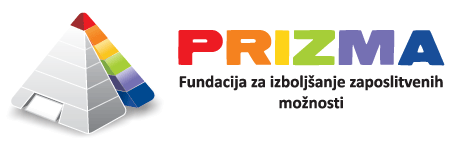 PRIZMA
Fundacija za izboljšanje zaposlitvenih
možnosti